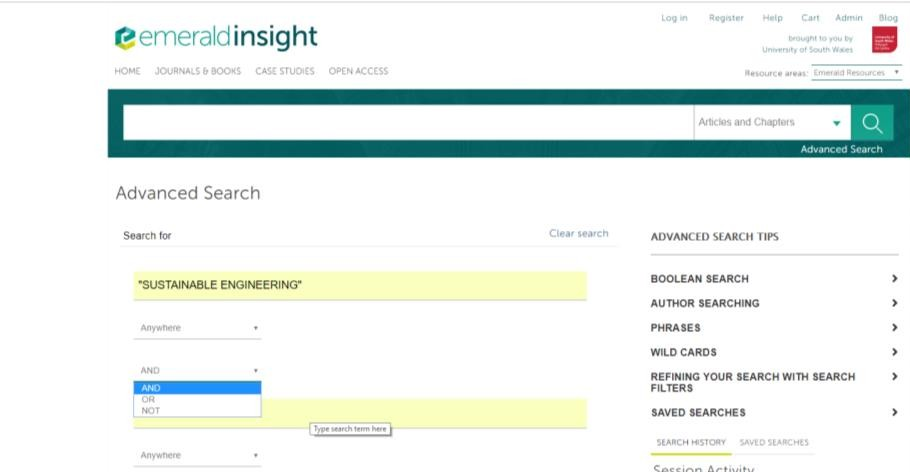 Log in Register Help Cart Admin Blog
emeraldinsight
brought to you by
University of South Wales
HOME JOURNALS & BOOKS CASE STUDIES OPEN ACCESS
Resource areas: Emerald Resources
Articles and Chapters
Advanced Search
Advanced Search
Search for
Clear search
"SUSTAINABLE ENGINEERING"
Anywhere
AND
AND
OR
NOT
Type search term here
Anywhere
ADVANCED SEARCH TIPS
BOOLEAN SEARCH
AUTHOR SEARCHING
PHRASES
WILD CARDS
REFINING YOUR SEARCH WITH SEARCH
FILTERS
SAVED SEARCHES
SEARCH HISTORY SAVED SEARCHES
Session Activity